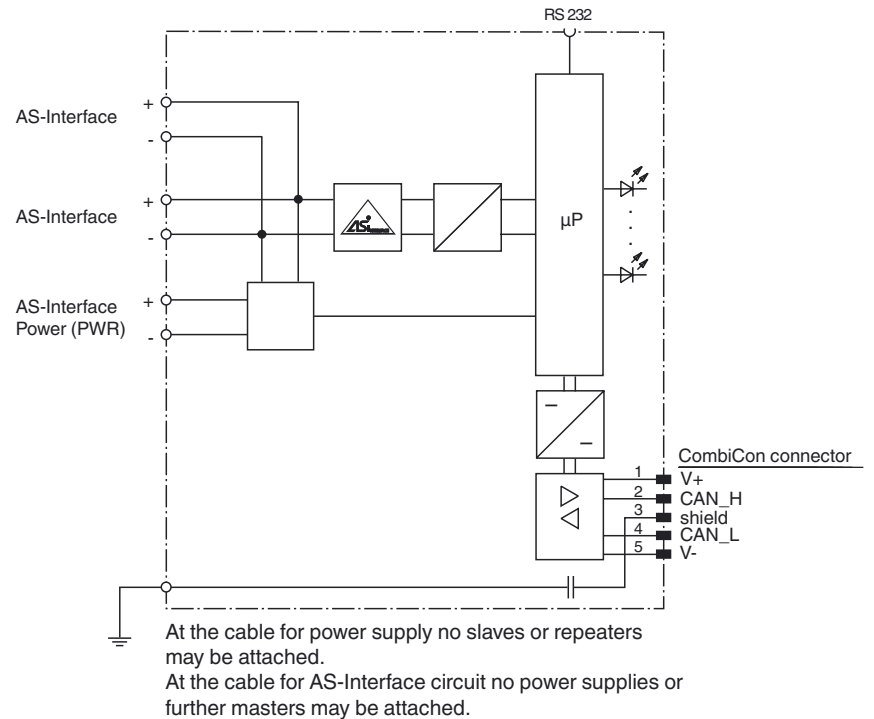 RS 232
AS-Interface
+
-
AS-Interface
+
-
AS-Interface
Power (PWR)
+
-
ASi
µP
CombiCon connector
1 V+
2 CAN_H
3 shield
4 CAN_L
5 V-
At the cable for power supply no slaves or repeaters
may be attached.
At the cable for AS-Interface circuit no power supplies or
further masters may be attached.